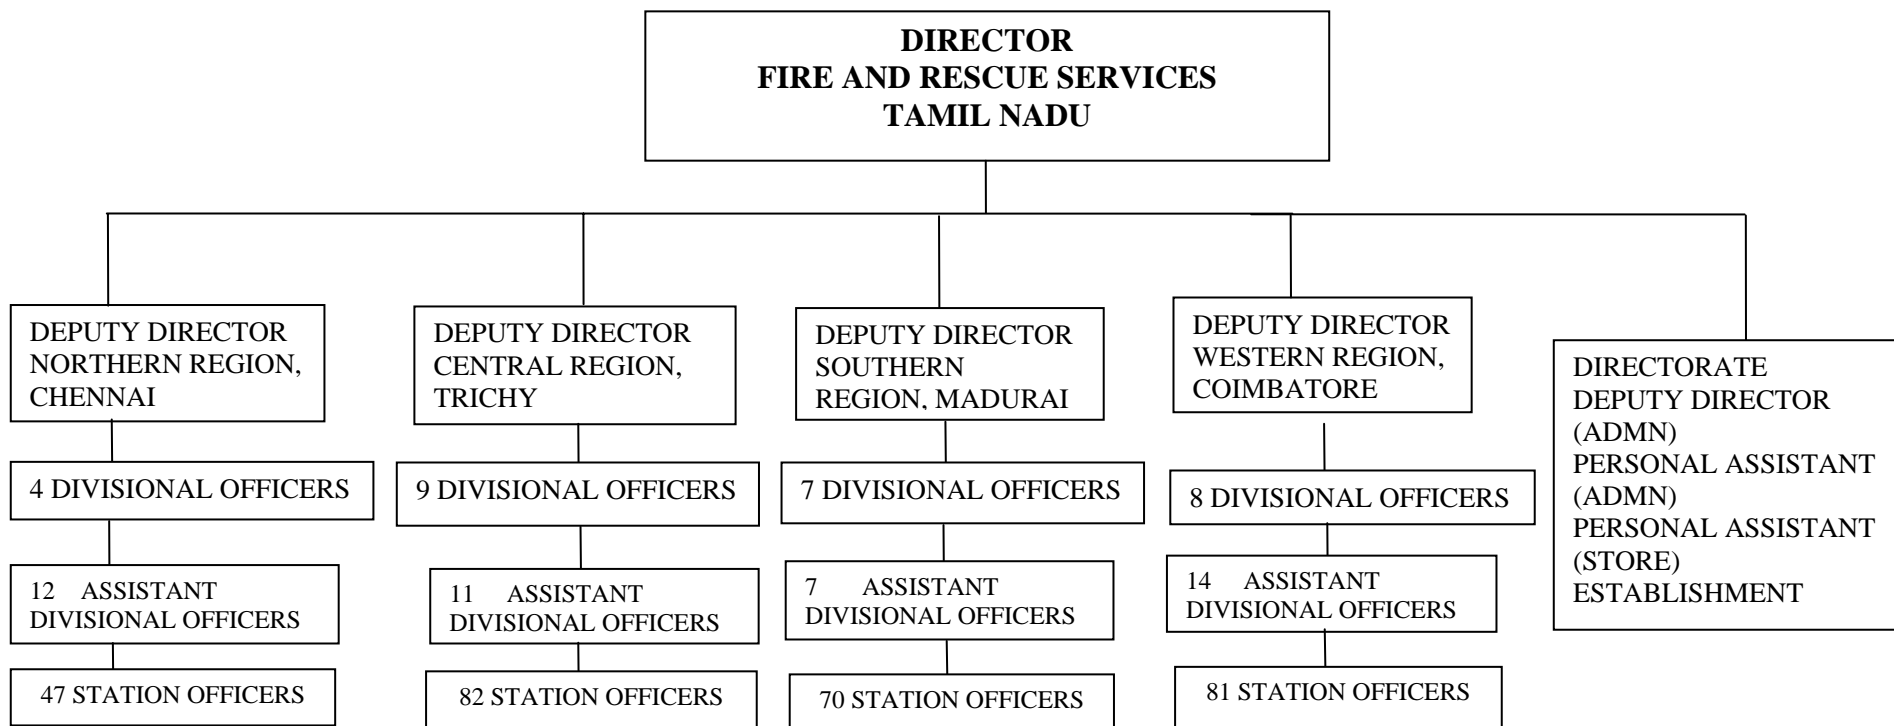 DIRECTOR
FIRE AND RESCUE SERVICES
TAMIL NADU
DEPUTY DIRECTOR
NORTHERN REGION,
CHENNAI
4 DIVISIONAL OFFICERS
12 ASSISTANT
DIVISIONAL OFFICERS
47 STATION OFFICERS
DEPUTY DIRECTOR
CENTRAL REGION,
TRICHY
9 DIVISIONAL OFFICERS
11 ASSISTANT
DIVISIONAL OFFICERS
82 STATION OFFICERS
DEPUTY DIRECTOR
SOUTHERN
REGION, MADURAI
7 DIVISIONAL OFFICERS
7 ASSISTANT
DIVISIONAL OFFICERS
70 STATION OFFICERS
DEPUTY DIRECTOR
WESTERN REGION,
COIMBATORE
8 DIVISIONAL OFFICERS
14 ASSISTANT
DIVISIONAL OFFICERS
81 STATION OFFICERS
DIRECTORATE
DEPUTY DIRECTOR
(ADMN)
PERSONAL ASSISTANT
(ADMN)
PERSONAL ASSISTANT
(STORE)
ESTABLISHMENT